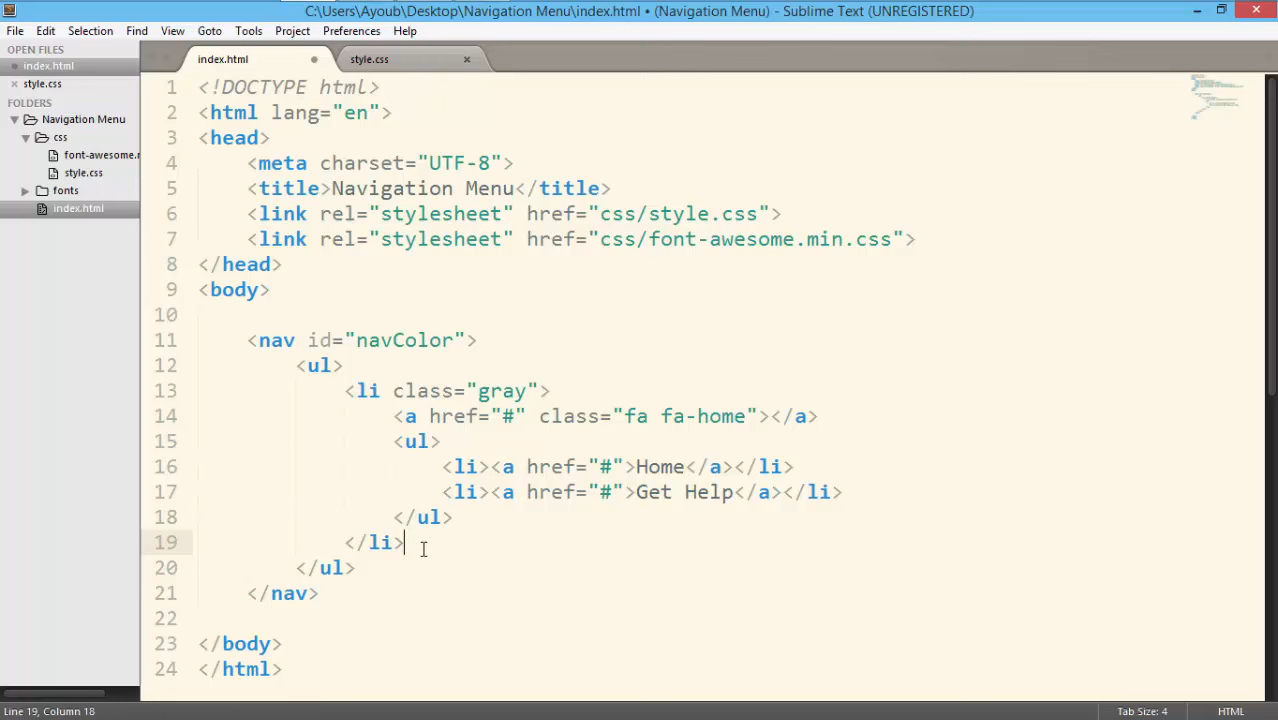 C:\Users\Ayoub\Desktop\Navigation Menu\index.html • (Navigation Menu) - Sublime Text (UNREGISTERED)
File Edit Selection Find View Goto Tools Project Preferences Help
OPEN FILES
index.html
style.css
FOLDERS
Navigation Menu
css
font-awesome.m
style.css
fonts
index.html
index.html
style.css
1 <!DOCTYPE html>
2 <html lang="en">
3 <head>
4 <meta charset="UTF-8">
5 <title>Navigation Menu</title>
6 <link rel="stylesheet" href="css/style.css">
7 <link rel="stylesheet" href="css/font-awesome.min.css">
8 </head>
9 <body>
10
11 <nav id="navColor">
12 <ul>
13 <li class="gray">
14 <a href="#" class="fa fa-home"></a>
15 <ul>
16 <li><a href="#">Home</a></li>
17 <li><a href="#">Get Help</a></li>
18 </ul>
19 </li>
20 </ul>
21 </nav>
22
23 </body>
24 </html>
Line 19, Column 18
Tab Size: 4
HTML